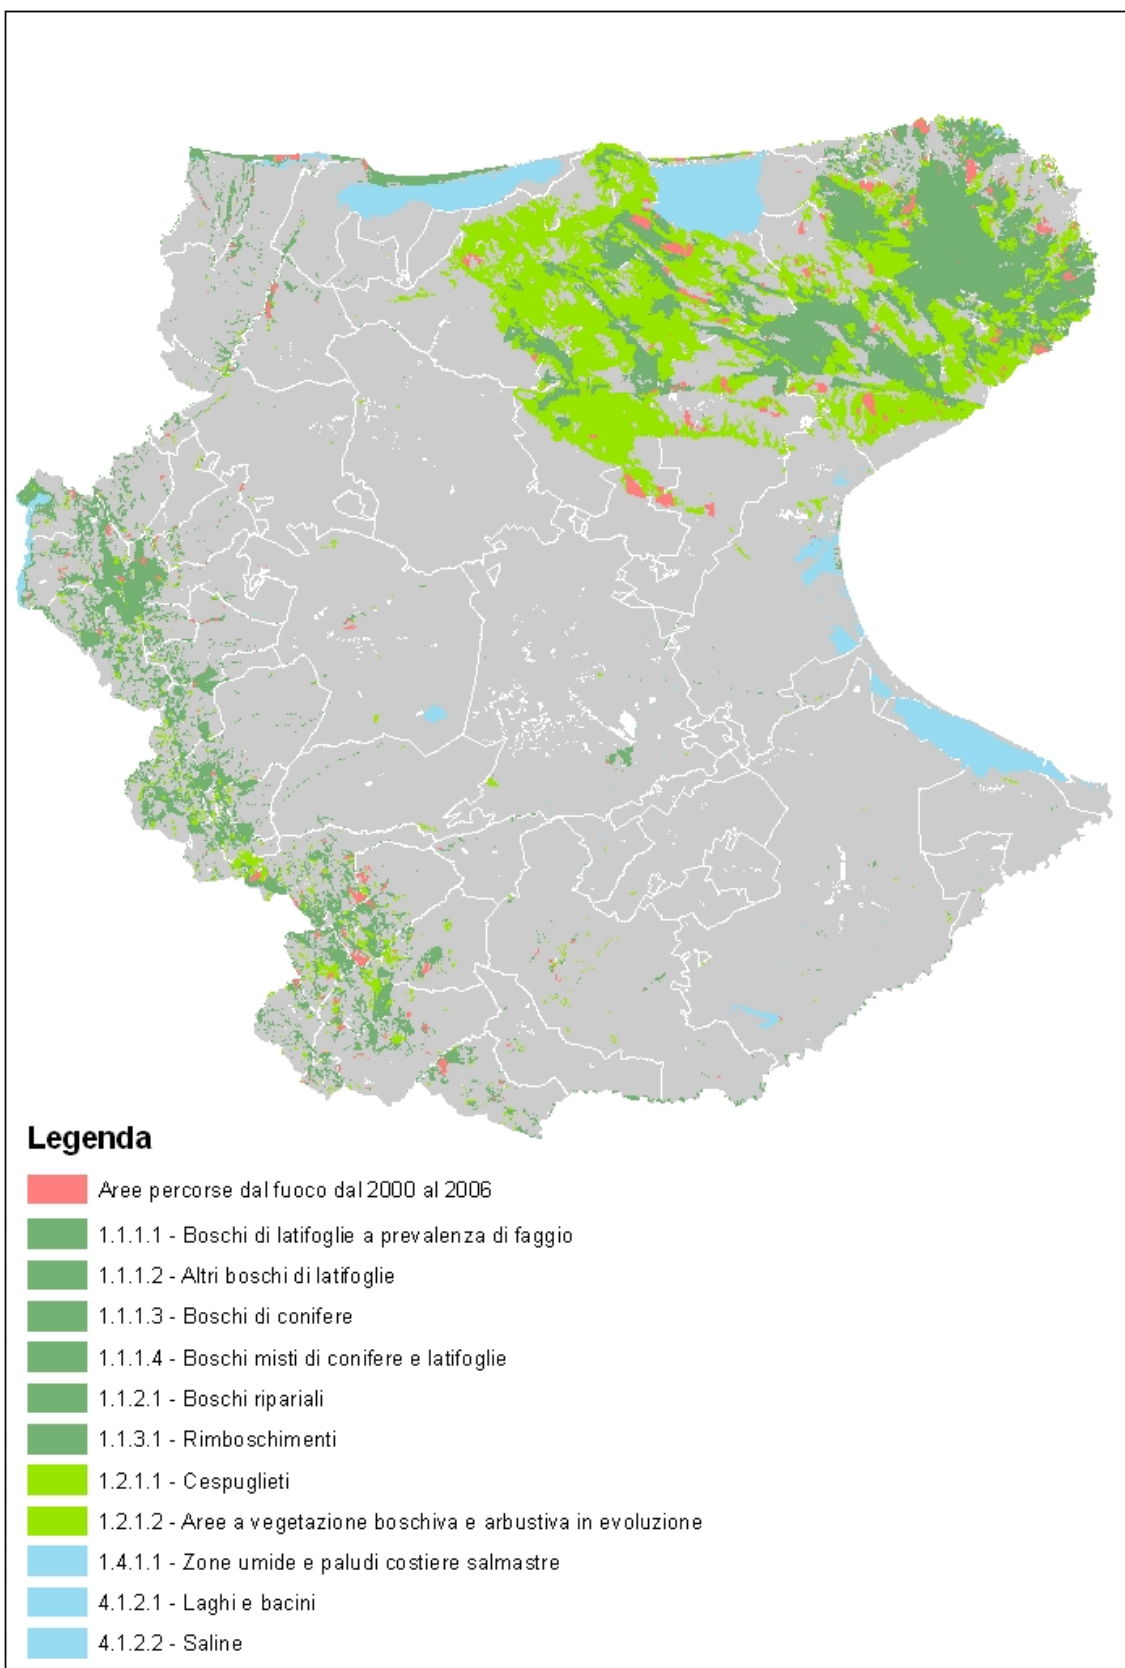 Legenda
Aree percorse dal fuoco dal 2000 al 2006
1.1.1.1 - Boschi di latifoglie a prevalenza di faggio
1.1.1.2 - Altri boschi di latifoglie
1.1.1.3 - Boschi di conifere
1.1.1.4 - Boschi misti di conifere e latifoglie
1.1.2.1 - Boschi ripariali
1.1.3.1 - Rimboschimenti
1.2.1.1 - Cespuglieti
1.2.1.2 - Aree a vegetazione boschiva e arbustiva in evoluzione
1.4.1.1 - Zone umide e paludi costiere salmastre
4.1.2.1 - Laghi e bacini
4.1.2.2 - Saline